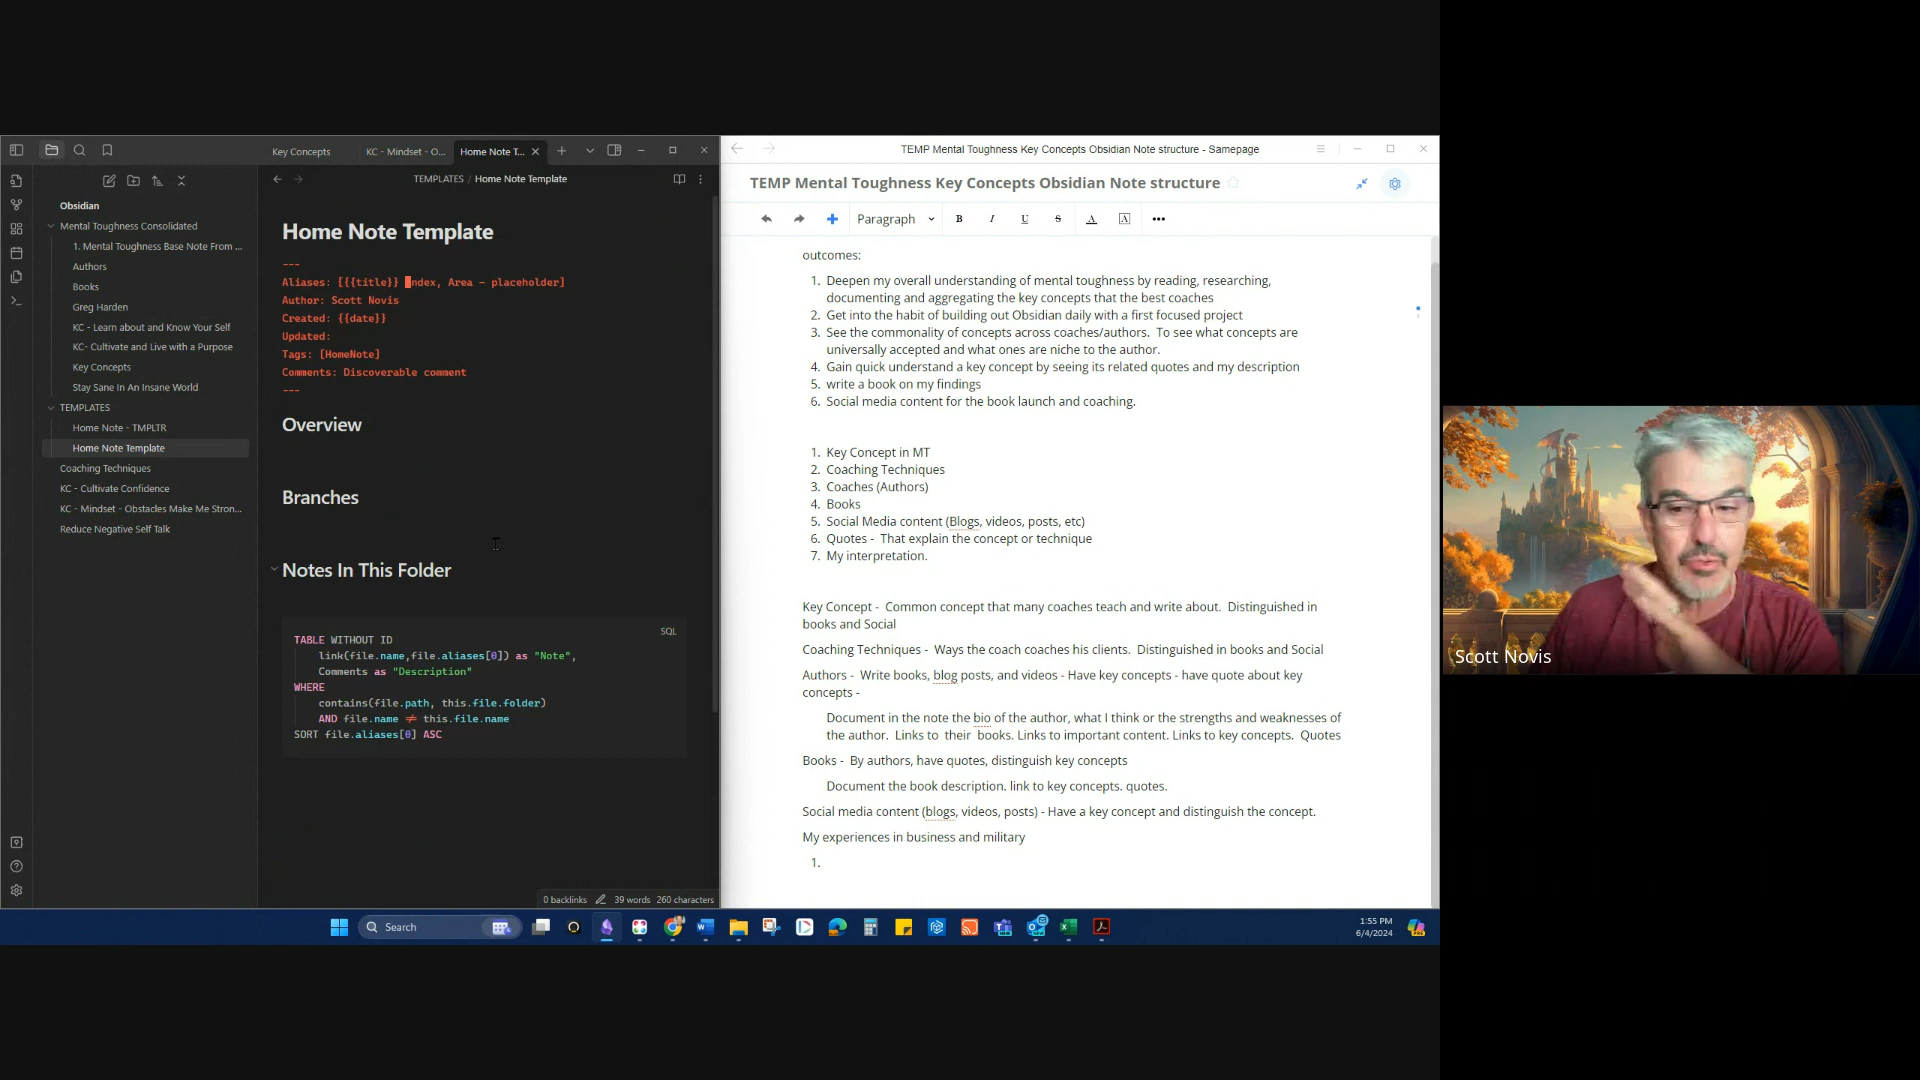 Key Concepts
KC - Mindset - O...
Home Note T...
TEMP Mental Toughness Key Concepts Obsidian Note structure - Samepage
TEMPLATES / Home Note Template
Obsidian
Mental Toughness Consolidated
1. Mental Toughness Base Note From ...
Authors
Books
Greg Harden
KC - Learn about and Know Your Self
KC- Cultivate and Live with a Purpose
Key Concepts
Stay Sane In An Insane World
TEMPLATES
Home Note - TMPLTR
Home Note Template
Coaching Techniques
KC - Cultivate Confidence
KC - Mindset - Obstacles Make Me Stron...
Reduce Negative Self Talk
Home Note Template
---
Aliases: [{{title}} ndex, Area - placeholder]
Author: Scott Novis
Created: {{date}}
Updated:
Tags: [HomeNote]
Comments: Discoverable comment
---
Overview
Branches
Notes In This Folder
SQL
TABLE WITHOUT ID
link(file.name,file.aliases[0]) as "Note",
Comments as "Description"
WHERE
contains(file.path, this.file.folder)
AND file.name ≠ this.file.name
SORT file.aliases[0] ASC
0 backlinks
39 words
260 characters
TEMP Mental Toughness Key Concepts Obsidian Note structure
Paragraph
B
I
U
S
A
A
outcomes:
1. Deepen my overall understanding of mental toughness by reading, researching,
documenting and aggregating the key concepts that the best coaches
2. Get into the habit of building out Obsidian daily with a first focused project
3. See the commonality of concepts across coaches/authors. To see what concepts are
universally accepted and what ones are niche to the author.
4. Gain quick understand a key concept by seeing its related quotes and my description
5. write a book on my findings
6. Social media content for the book launch and coaching.
1. Key Concept in MT
2. Coaching Techniques
3. Coaches (Authors)
4. Books
5. Social Media content (Blogs, videos, posts, etc)
6. Quotes - That explain the concept or technique
7. My interpretation.
Key Concept - Common concept that many coaches teach and write about. Distinguished in
books and Social
Coaching Techniques - Ways the coach coaches his clients. Distinguished in books and Social
Authors - Write books, blog posts, and videos - Have key concepts - have quote about key
concepts -
Document in the note the bio of the author, what I think or the strengths and weaknesses of
the author. Links to their books. Links to important content. Links to key concepts. Quotes
Books - By authors, have quotes, distinguish key concepts
Document the book description. link to key concepts. quotes.
Social media content (blogs, videos, posts) - Have a key concept and distinguish the concept.
My experiences in business and military
1.
Search
1:55 PM
6/4/2024
Scott Novis